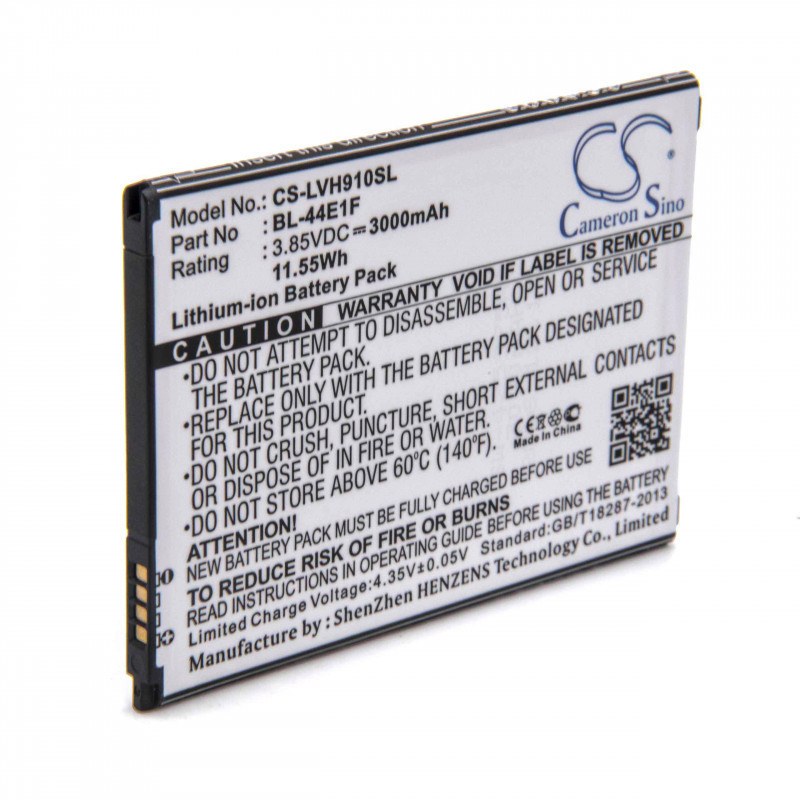 Insert this
CS
Cameron Sino
Model No.: CS-LVH910SL
Part No : BL-44E1F
Rating : 3.85VDC⎓3000mAh
11.55Wh
Lithium-ion Battery Pack
CAUTION WARRANTY VOID IF LABEL IS REMOVED
•DO NOT ATTEMPT TO DISASSEMBLE, OPEN OR SERVICE
THE BATTERY PACK.
•REPLACE ONLY WITH THE BATTERY PACK DESIGNATED
FOR THIS PRODUCT.
•DO NOT CRUSH, PUNCTURE, SHORT EXTERNAL CONTACTS
OR DISPOSE OF IN FIRE OR WATER.
•DO NOT STORE ABOVE 60°C (140°F).
CE
Made In China
ATTENTION!
NEW BATTERY PACK MUST BE FULLY CHARGED BEFORE USE
TO REDUCE RISK OF FIRE OR BURNS
READ INSTRUCTIONS IN OPERATING GUIDE BEFORE CHARGING
Limited Charge Voltage:4.35V±0.05V Standard:GB/T18287-2013
Manufacture by : ShenZhen HENZENS Technology Co., Limited